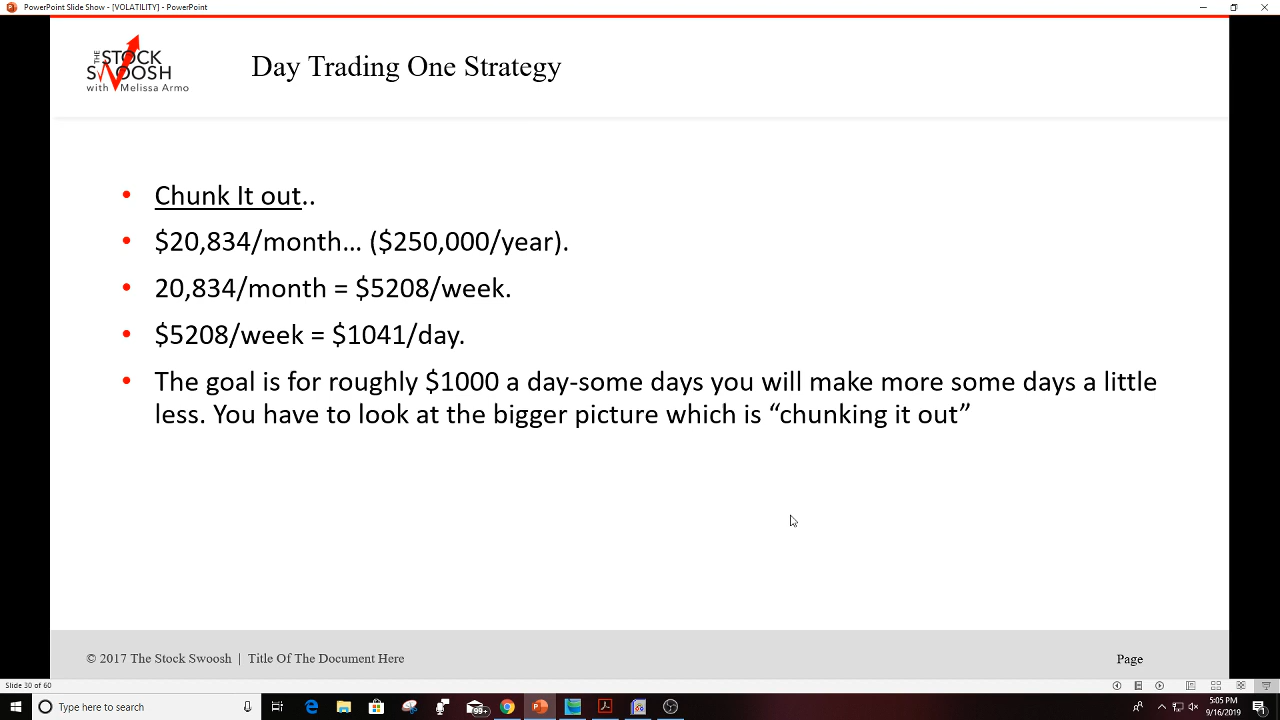 PowerPoint Slide Show - [VOLATILITY] - PowerPoint
THE STOCK
SWOOSH
with Melissa Armo
Day Trading One Strategy
Chunk It out..
$20,834/month... ($250,000/year).
20,834/month = $5208/week.
$5208/week = $1041/day.
The goal is for roughly $1000 a day-some days you will make more some days a little
less. You have to look at the bigger picture which is “chunking it out”
© 2017 The Stock Swoosh | Title Of The Document Here
Page
Slide 30 of 60
Type here to search
99+
5:05 PM
9/16/2019